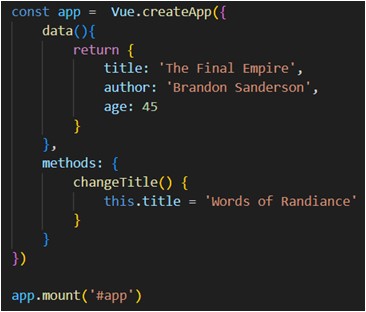 const app =  Vue.createApp({
    data(){
        return {
            title: 'The Final Empire',
            author: 'Brandon Sanderson',
            age: 45
        }
    },
    methods: {
        changeTitle() {
            this.title = 'Words of Randiance'
        }
    }
})

app.mount('#app')